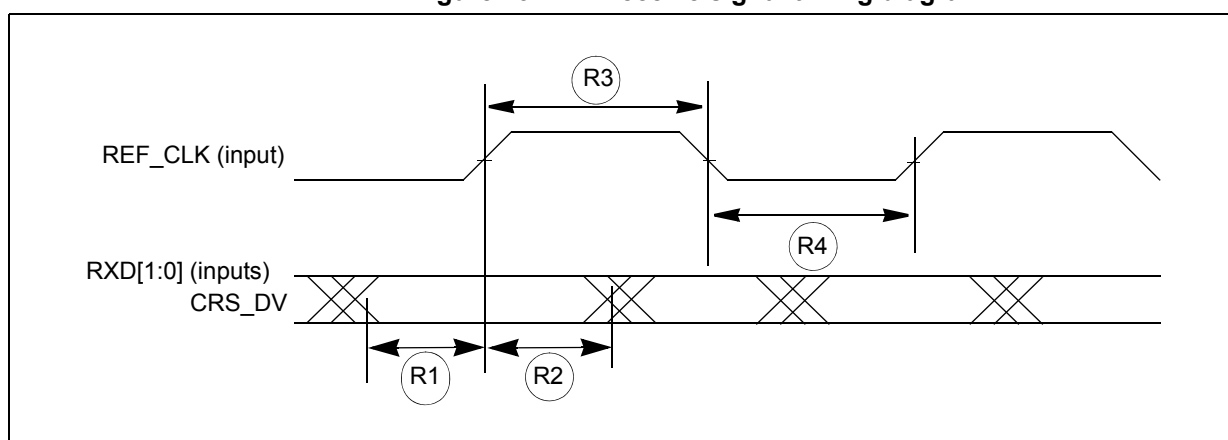 R3
REF_CLK (input)
R4
RXD[1:0] (inputs)
CRS_DV
R1
R2